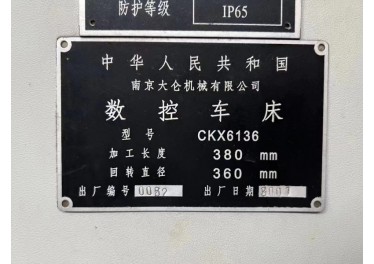 防护等级 IP65
中华人民共和国
南京大仑机械有限公司
数控车床
型号 CKX6136
加工长度 380 mm
回转直径 360 mm
出厂编号 0082
出厂日期